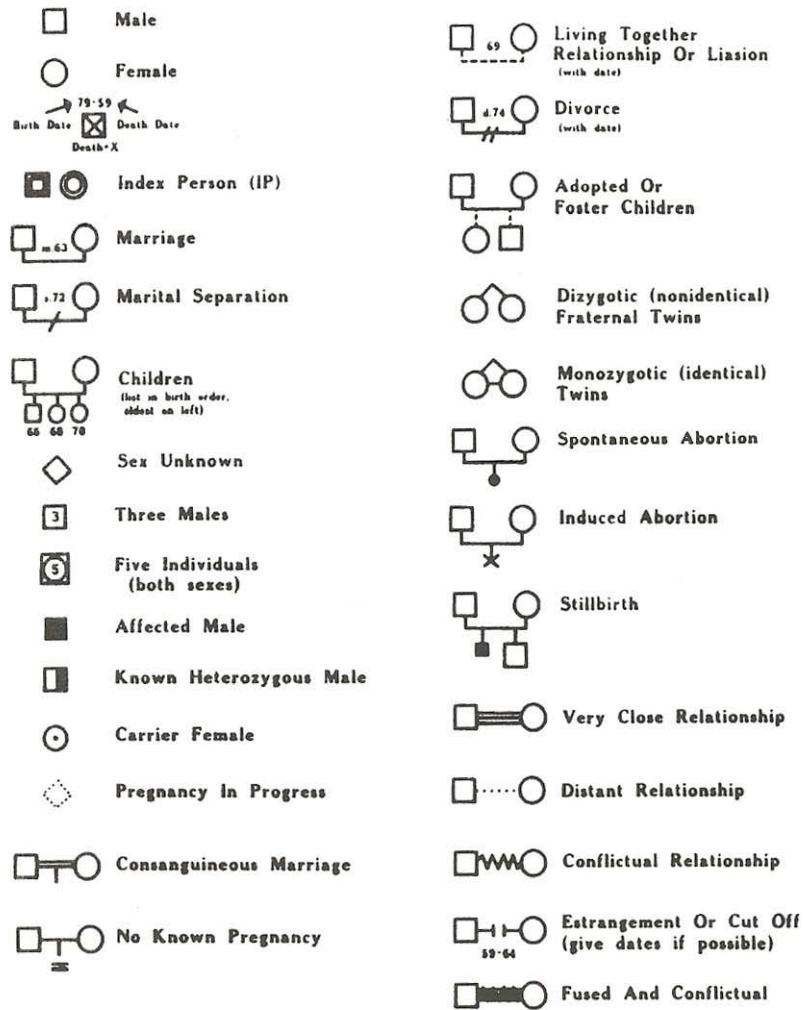 Male
Female
79-59
Birth Date
Death Date
Death-X
Index Person (IP)
m.63
Marriage
s.72
Marital Separation
Children
(list in birth order,
oldest on left)
66 68 70
Sex Unknown
3
Three Males
5
Five Individuals
(both sexes)
Affected Male
Known Heterozygous Male
Carrier Female
Pregnancy In Progress
Consanguineous Marriage
No Known Pregnancy
69
Living Together
Relationship Or Liasion
(with date)
d.74
Divorce
(with date)
Adopted Or
Foster Children
Dizygotic (nonidentical)
Fraternal Twins
Monozygotic (identical)
Twins
Spontaneous Abortion
Induced Abortion
Stillbirth
Very Close Relationship
Distant Relationship
Conflictual Relationship
59-64
Estrangement Or Cut Off
(give dates if possible)
Fused And Conflictual